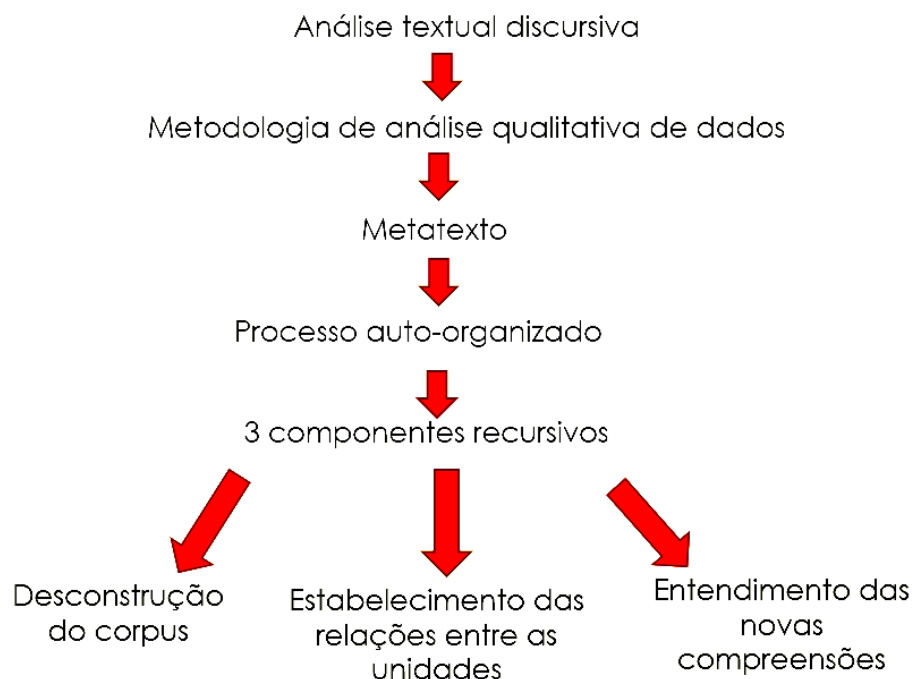 Análise textual discursiva
Metodologia de análise qualitativa de dados
Metatexto
Processo auto-organizado
3 componentes recursivos
Desconstrução
do corpus
Estabelecimento das
relações entre as
unidades
Entendimento das
novas
compreensões